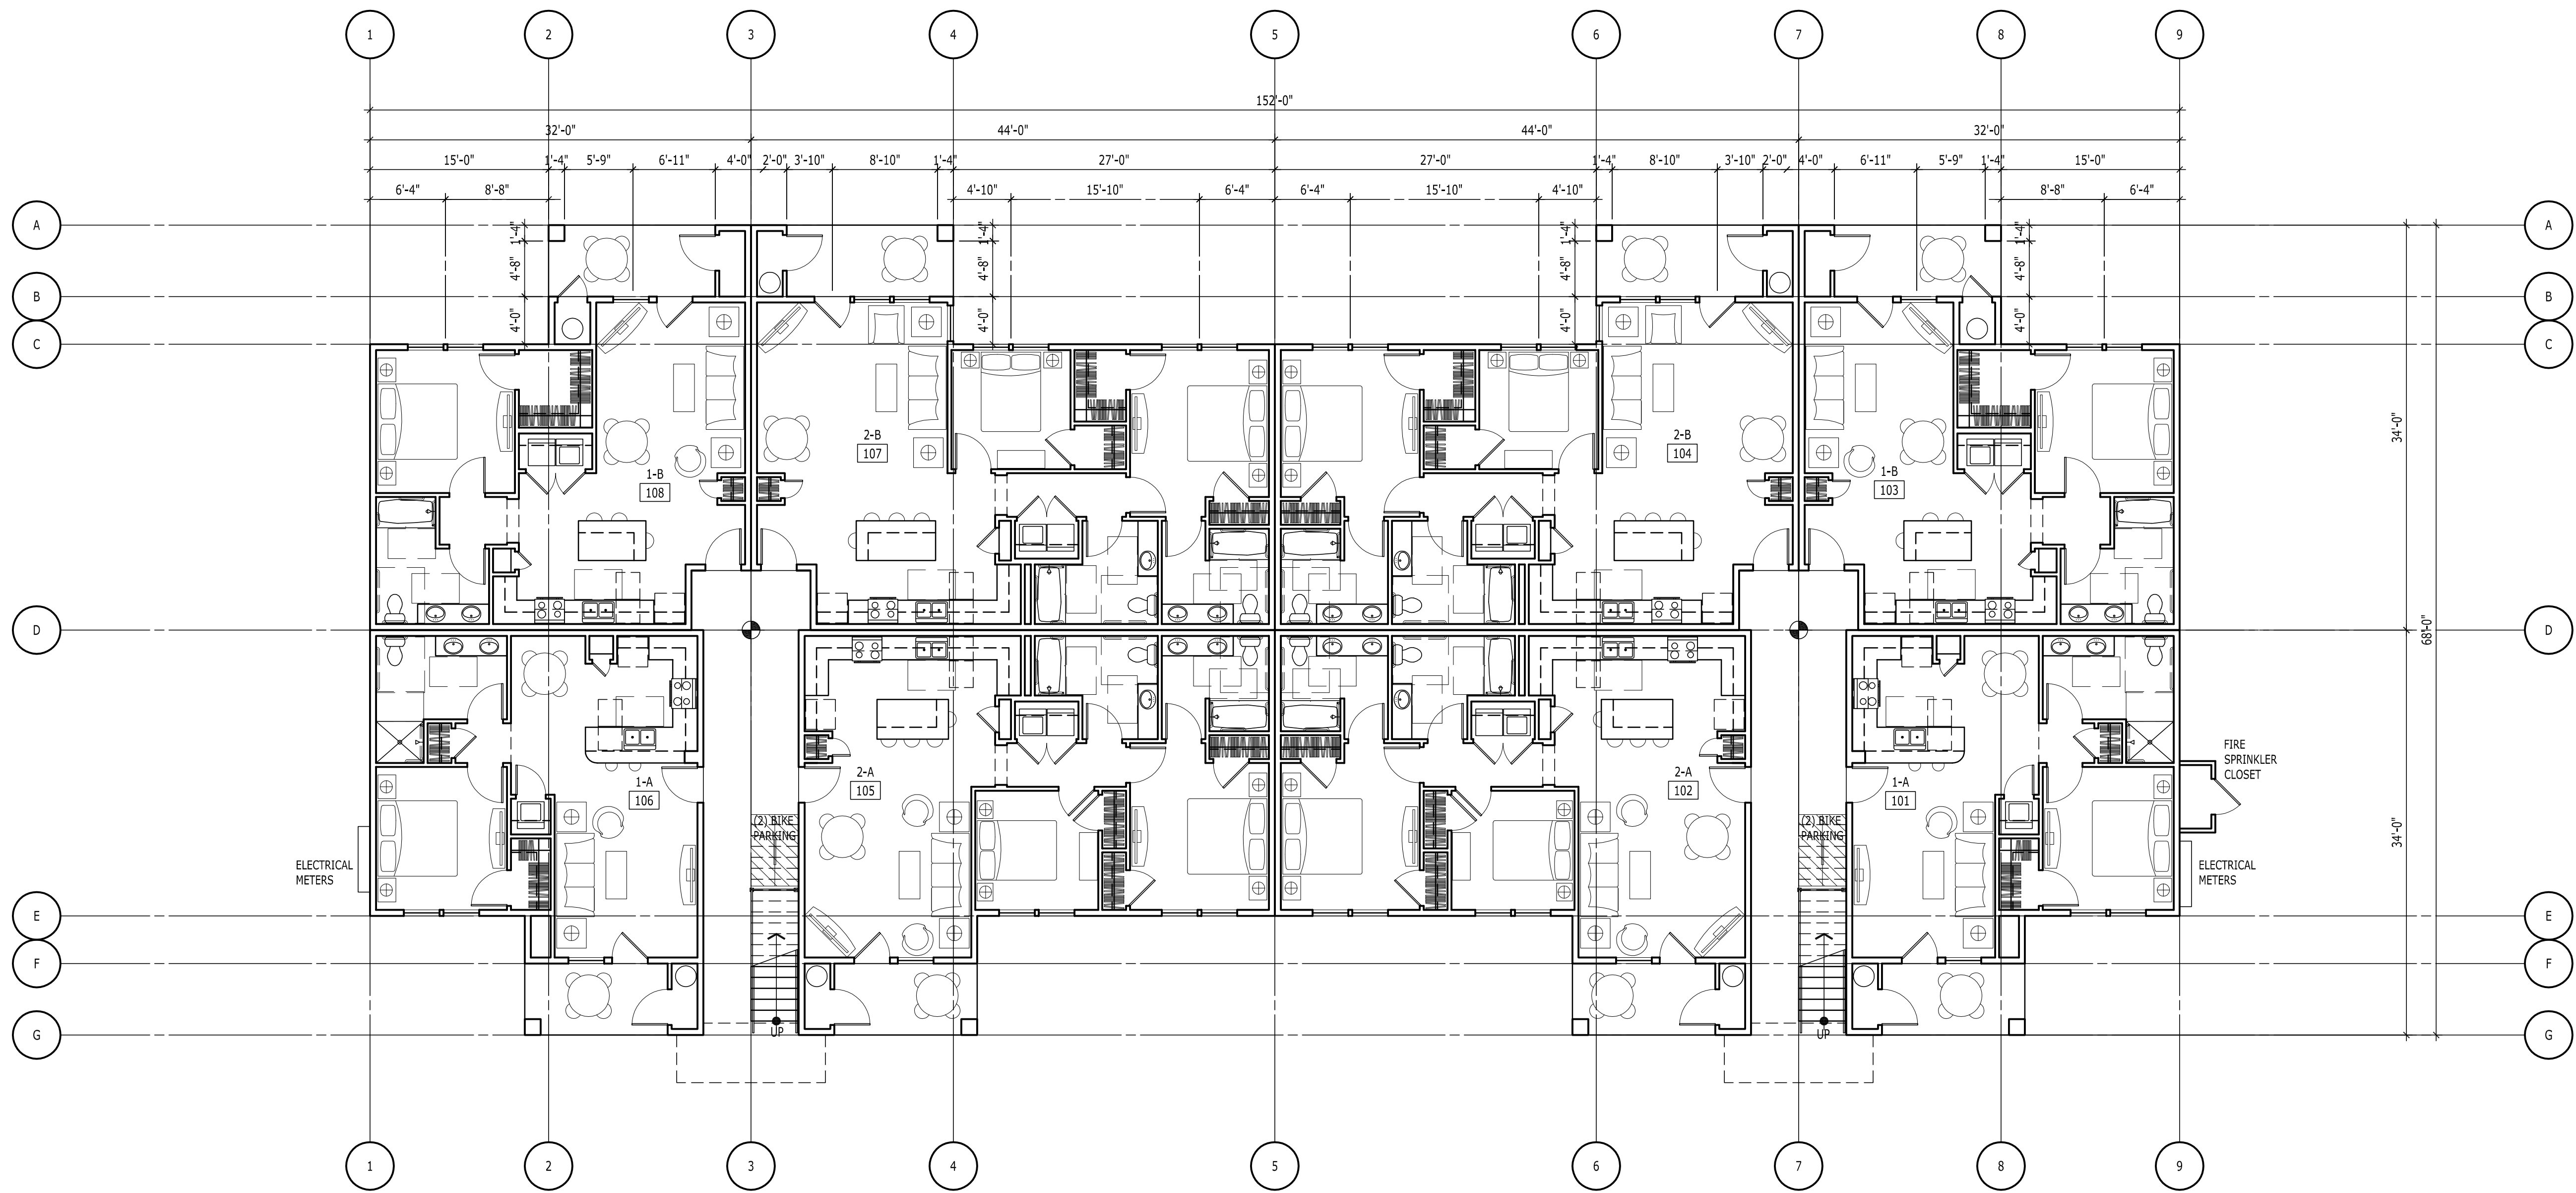 1 2 3 4 5 6 7 8 9
152'-0"
32'-0" 44'-0" 44'-0" 32'-0"
15'-0" 1'-4" 5'-9" 6'-11" 4'-0" 2'-0" 3'-10" 8'-10" 1'-4" 27'-0" 27'-0" 1'-4" 8'-10" 3'-10" 2'-0" 4'-0" 6'-11" 5'-9" 1'-4" 15'-0"
6'-4" 8'-8" 4'-10" 15'-10" 6'-4" 6'-4" 15'-10" 4'-10" 8'-8" 6'-4"
A 1'-4" 1'-4" 1'-4" 1'-4" A
4'-8" 4'-8" 4'-8" 4'-8"
B B
4'-0" 4'-0" 4'-0" 4'-0"
C C
34'-0"
2-B 2-B
107 104
1-B 1-B
108 103
D D
68'-0"
FIRE
SPRINKLER
CLOSET
1-A 2-A 2-A 1-A
106 105 102 101
(2) BIKE
PARKING
(2) BIKE
PARKING
34'-0"
ELECTRICAL
METERS
ELECTRICAL
METERS
E E
F F
UP UP
G G
1 2 3 4 5 6 7 8 9